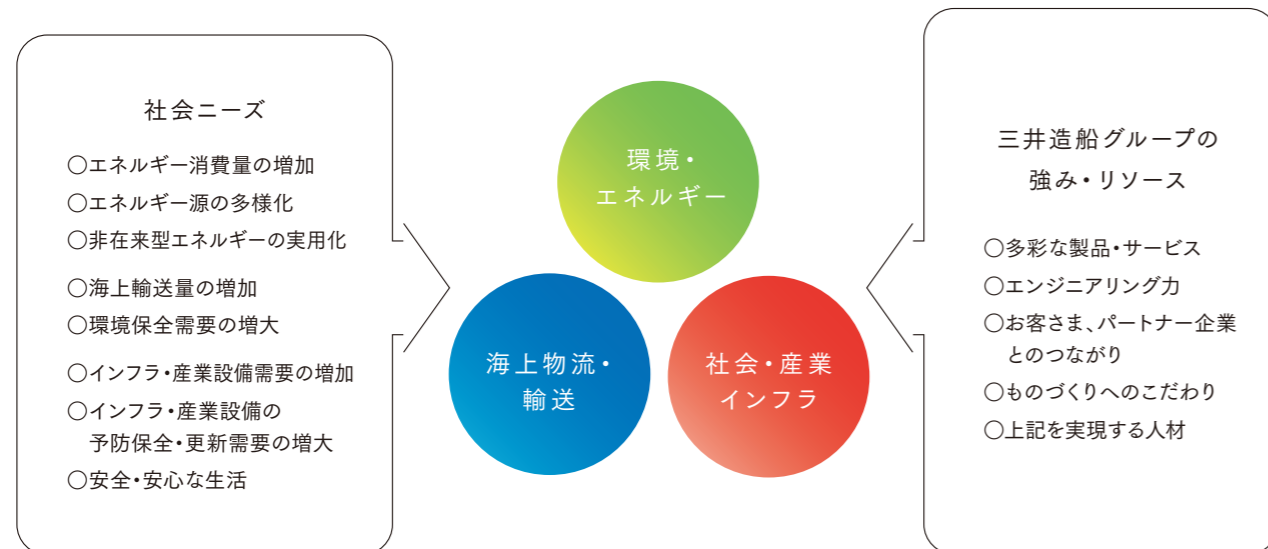 社会ニーズ
○エネルギー消費量の増加
○エネルギー源の多様化
○非在来型エネルギーの実用化
○海上輸送量の増加
○環境保全需要の増大
○インフラ・産業設備需要の増加
○インフラ・産業設備の
予防保全・更新需要の増大
○安全・安心な生活
環境・
エネルギー
海上物流・
輸送
社会・産業
インフラ
三井造船グループの
強み・リソース
○多彩な製品・サービス
○エンジニアリング力
○お客さま、パートナー企業
とのつながり
○ものづくりへのこだわり
○上記を実現する人材